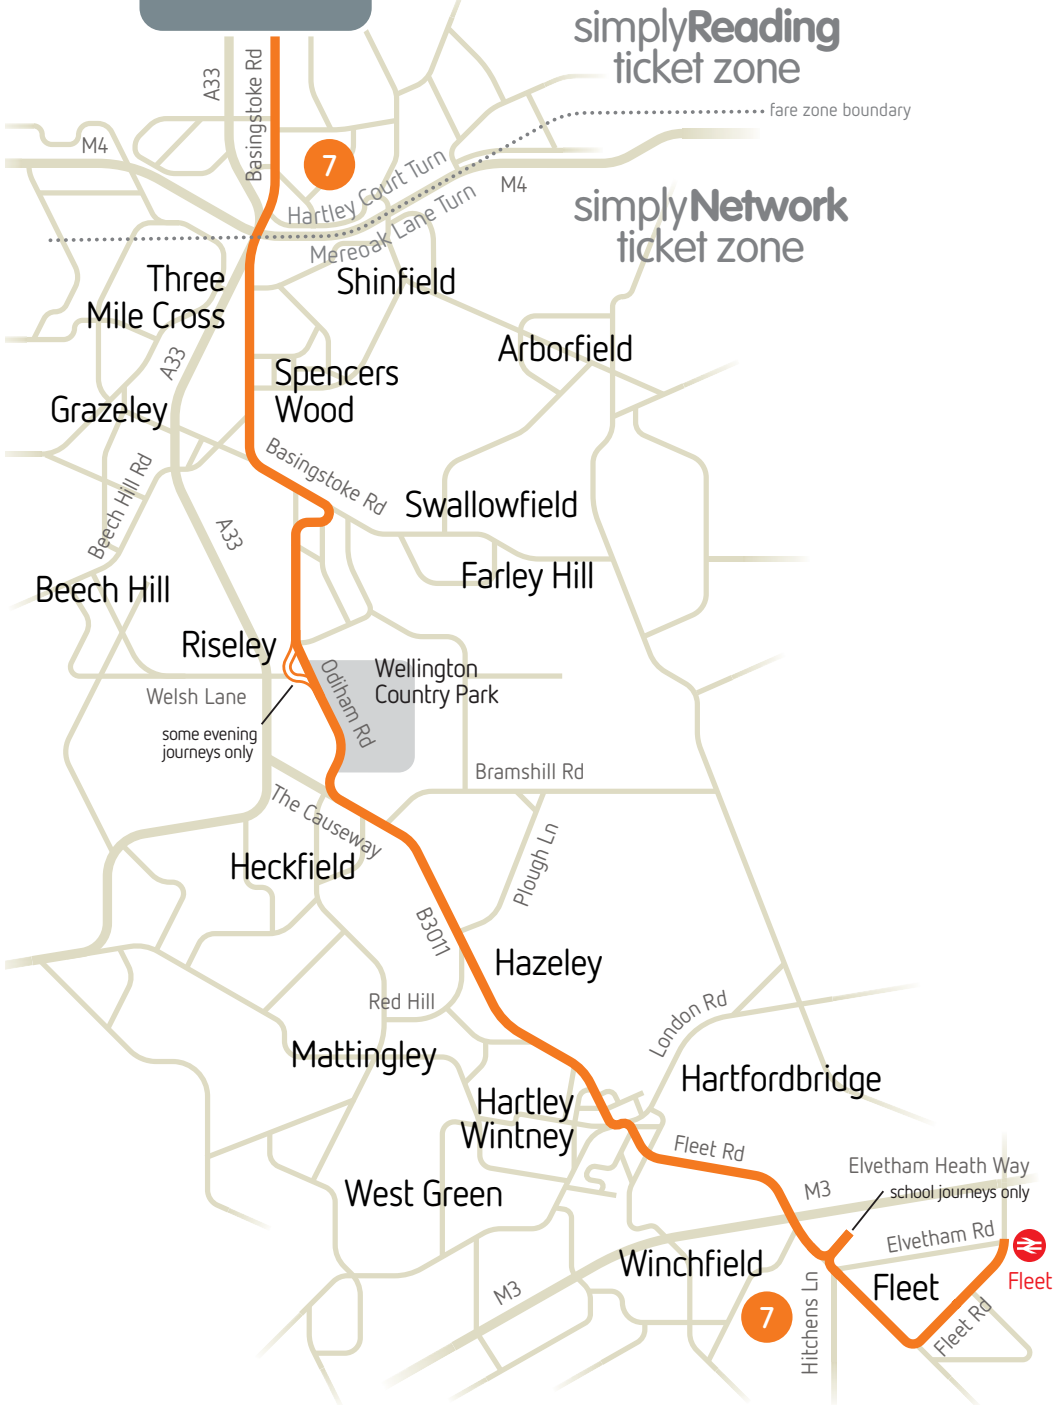 simplyReading
ticket zone
A33
Basingstoke Rd
fare zone boundary
M4
7
Hartley Court Turn
M4
Mereoak Lane Turn
simplyNetwork
ticket zone
Three
Mile Cross
Shinfield
Arborfield
A33
Spencers
Wood
Grazeley
Basingstoke Rd
Beech Hill Rd
Swallowfield
A33
Beech Hill
Farley Hill
Riseley
Odiham Rd
Wellington
Country Park
Welsh Lane
some evening
journeys only
Bramshill Rd
The Causeway
Heckfield
Plough Ln
B3011
Hazeley
Red Hill
London Rd
Mattingley
Hartfordbridge
Hartley
Wintney
Fleet Rd
Elvetham Heath Way
school journeys only
M3
West Green
Elvetham Rd
Winchfield
Fleet
Fleet
M3
7
Hitchens Ln
Fleet Rd